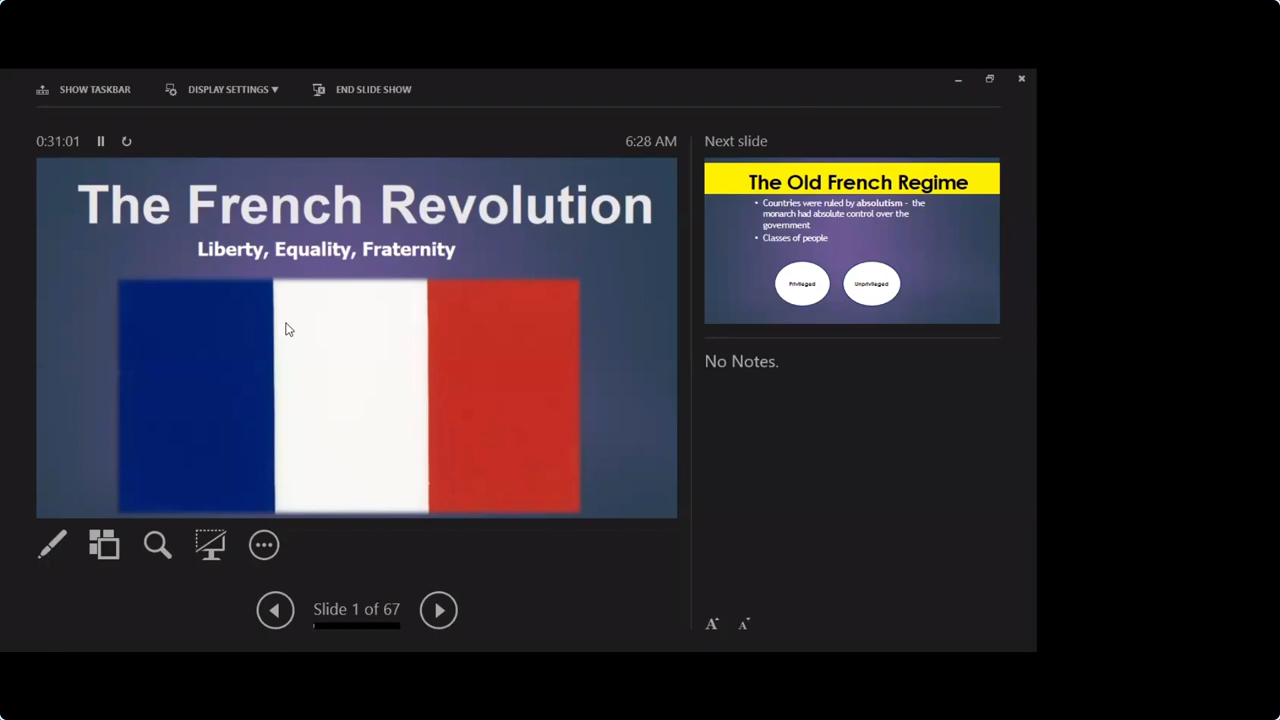 SHOW TASKBAR DISPLAY SETTINGS ▼ END SLIDE SHOW
0:31:01 6:28 AM
The French Revolution
Liberty, Equality, Fraternity
Slide 1 of 67
Next slide
The Old French Regime
• Countries were ruled by absolutism - the
monarch had absolute control over the
government
• Classes of people
Privileged Unprivileged
No Notes.
A A